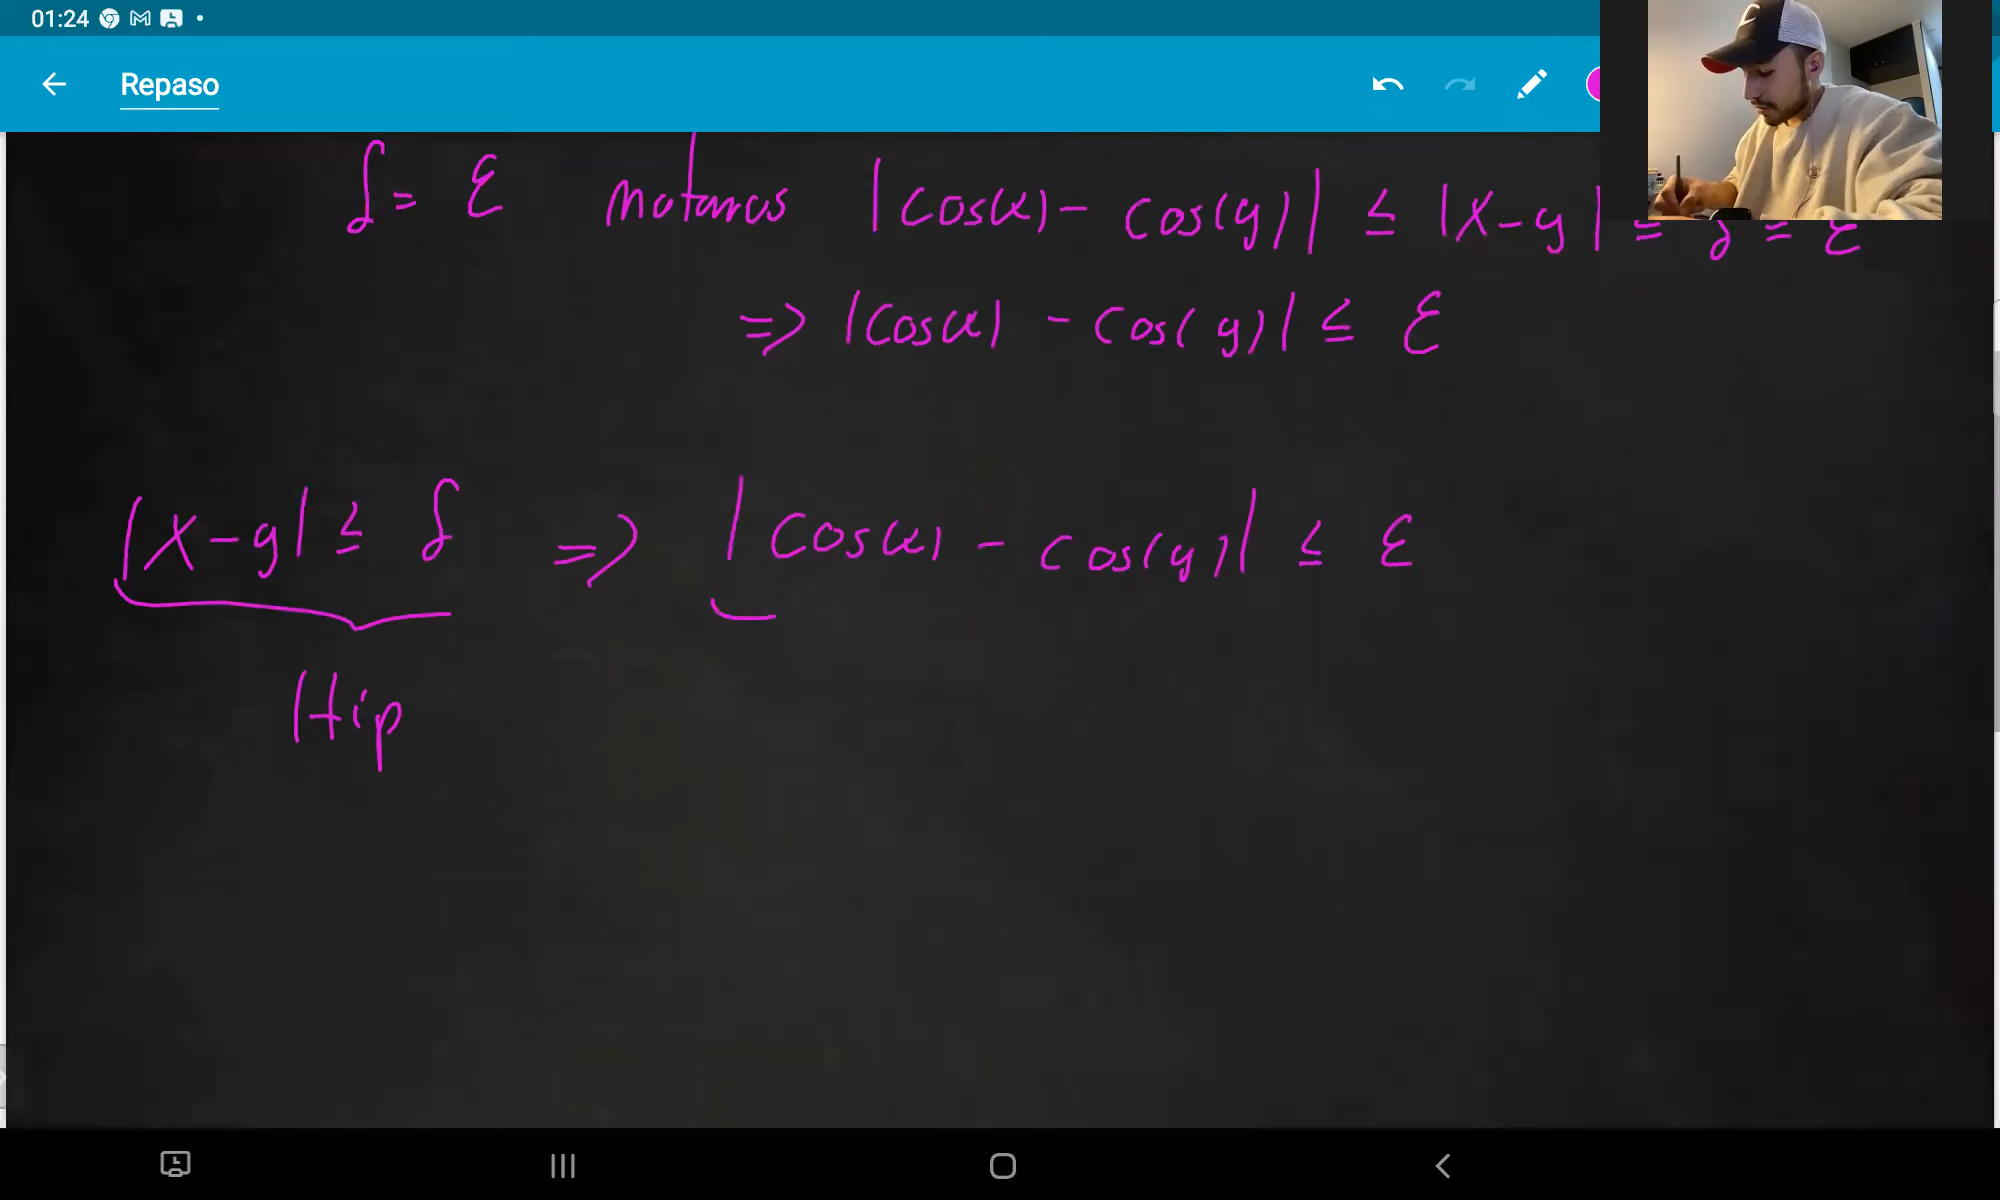 01:24
Repaso
δ = ε notamos |cos(x) - cos(y)| ≤ |x-y| ≤ δ = ε
=> |cos(x) - cos(y)| ≤ ε
|x-y| ≤ δ => |cos(x) - cos(y)| ≤ ε
Hip